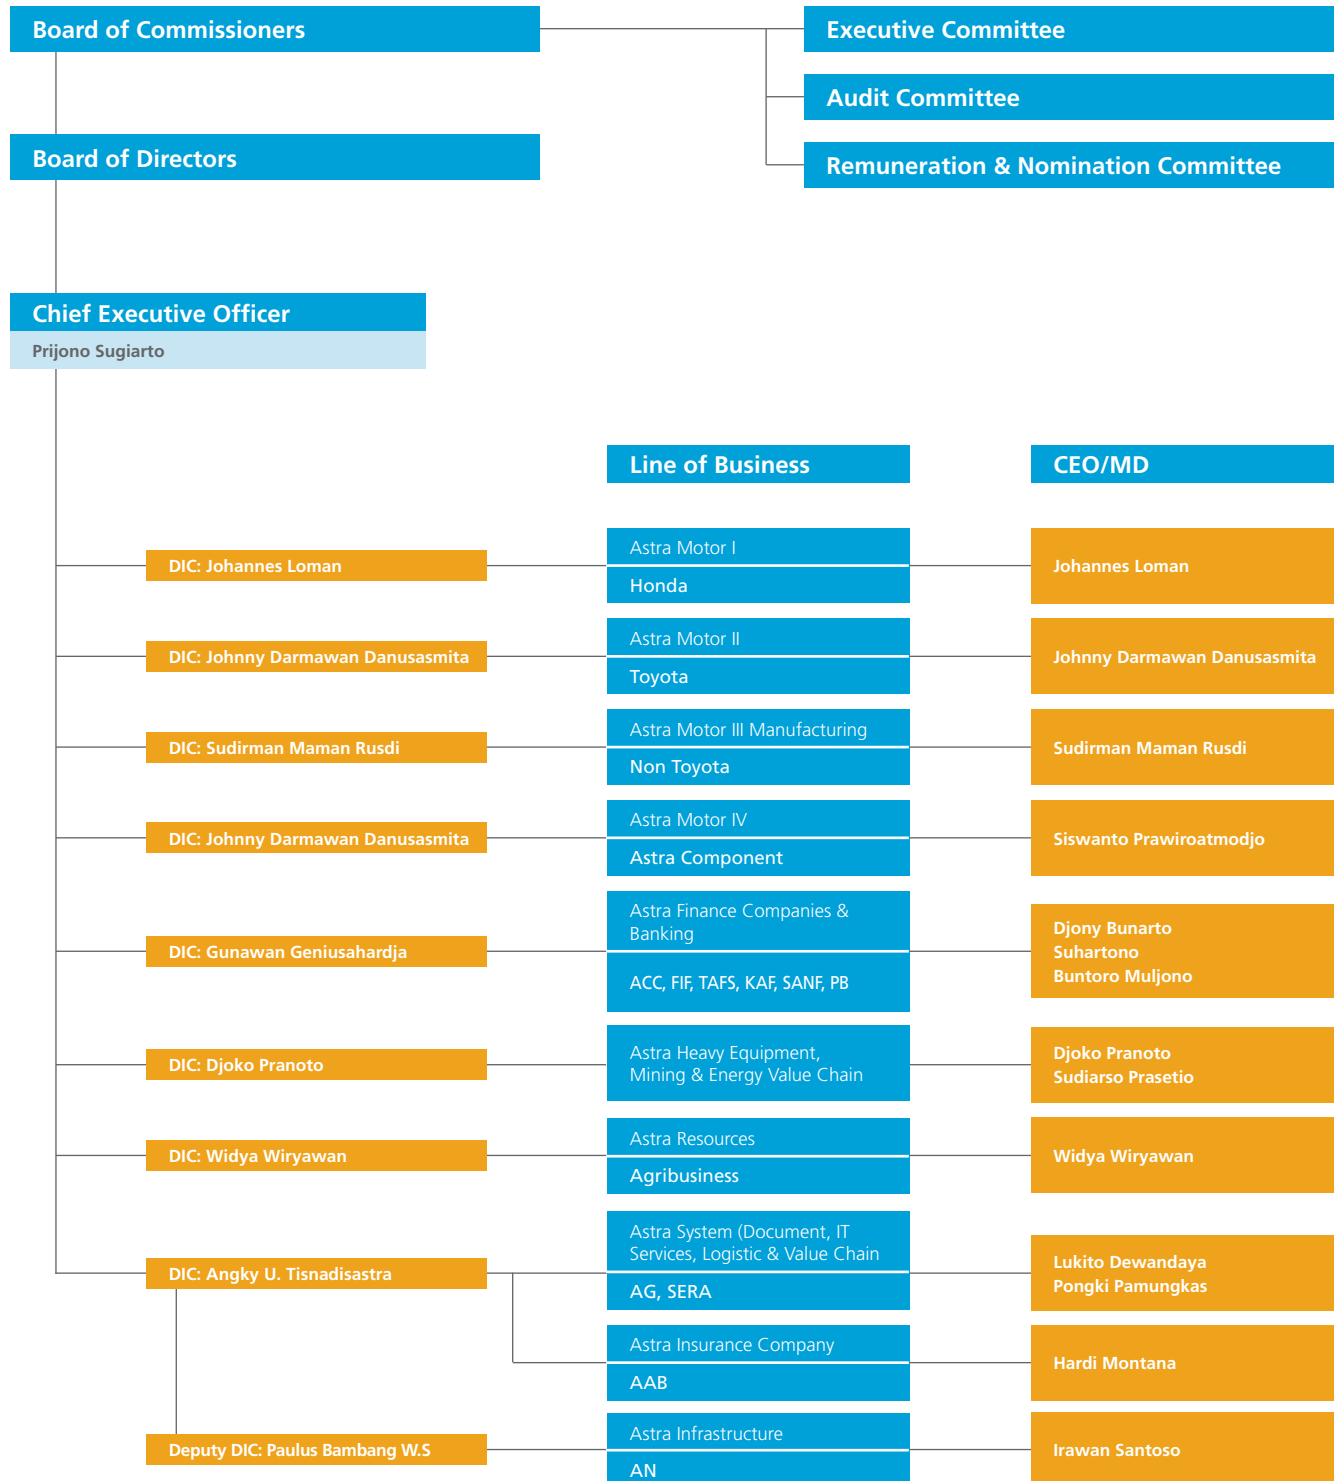 Board of Commissioners
Executive Committee
Audit Committee
Board of Directors
Remuneration & Nomination Committee
Chief Executive Officer
Prijono Sugiarto
Line of Business
CEO/MD
DIC: Johannes Loman
Astra Motor I
Honda
Johannes Loman
DIC: Johnny Darmawan Danusasmita
Astra Motor II
Toyota
Johnny Darmawan Danusasmita
DIC: Sudirman Maman Rusdi
Astra Motor III Manufacturing
Non Toyota
Sudirman Maman Rusdi
DIC: Johnny Darmawan Danusasmita
Astra Motor IV
Astra Component
Siswanto Prawiroatmodjo
DIC: Gunawan Geniusahardja
Astra Finance Companies &
Banking
ACC, FIF, TAFS, KAF, SANF, PB
Djony Bunarto
Suhartono
Buntoro Muljono
DIC: Djoko Pranoto
Astra Heavy Equipment,
Mining & Energy Value Chain
Djoko Pranoto
Sudiarso Prasetio
DIC: Widya Wiryawan
Astra Resources
Agribusiness
Widya Wiryawan
DIC: Angky U. Tisnadisastra
Astra System (Document, IT
Services, Logistic & Value Chain
AG, SERA
Lukito Dewandaya
Pongki Pamungkas
Astra Insurance Company
AAB
Hardi Montana
Deputy DIC: Paulus Bambang W.S
Astra Infrastructure
AN
Irawan Santoso